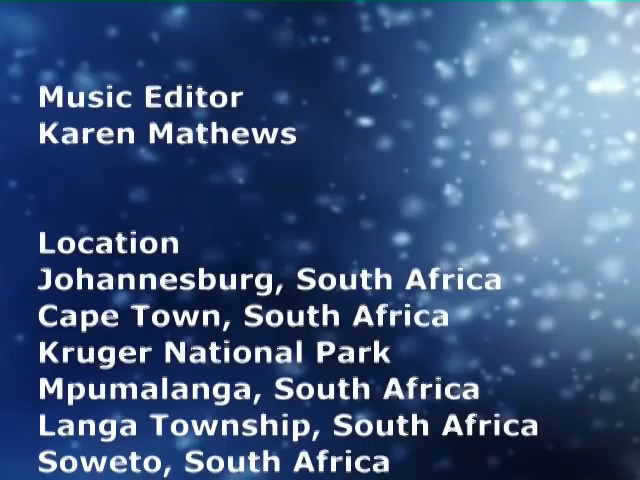 Music Editor
Karen Mathews
Location
Johannesburg, South Africa
Cape Town, South Africa
Kruger National Park
Mpumalanga, South Africa
Langa Township, South Africa
Soweto, South Africa